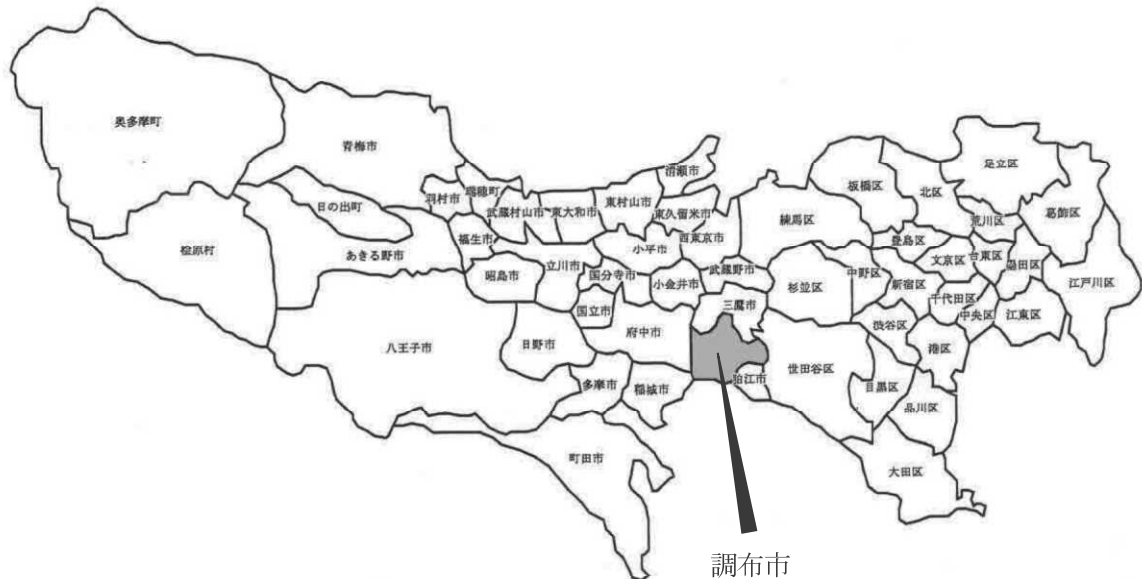 奥多摩町
青梅市
日の出町
檜原村
あきる野市
羽村市
瑞穂町
武蔵村山市
東大和市
東村山市
清瀬市
東久留米市
西東京市
小平市
福生市
昭島市
立川市
国分寺市
小金井市
武蔵野市
国立市
三鷹市
府中市
日野市
八王子市
多摩市
稲城市
狛江市
町田市
調布市
練馬区
板橋区
北区
足立区
荒川区
葛飾区
豊島区
文京区
台東区
墨田区
江戸川区
杉並区
中野区
新宿区
千代田区
中央区
江東区
渋谷区
港区
世田谷区
目黒区
品川区
大田区